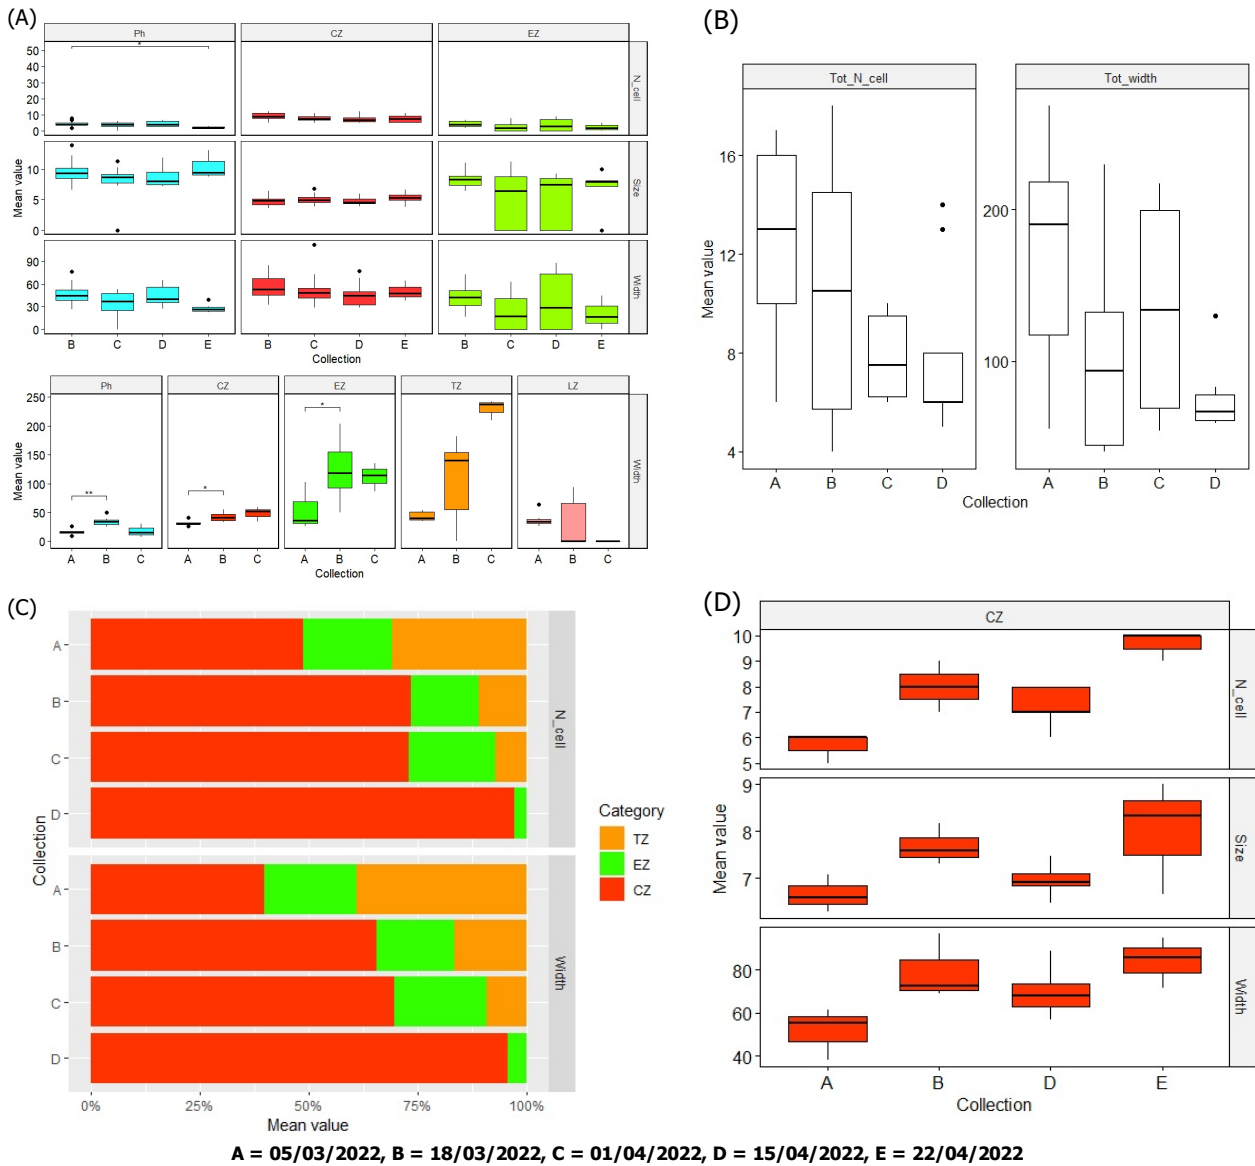 (A)
Ph CZ EZ
50
40
30
20
10
0
N_cell
*
10
5
0
Size
Mean value
90
60
30
0
Width
B C D E B C D E B C D E
Collection
Ph CZ EZ TZ LZ
250
200
150
100
50
0
Mean value
Width
** * *
A B C A B C A B C A B C A B C
Collection
(B)
Tot_N_cell Tot_width
16
12
8
4
200
100
Mean value
A B C D A B C D
Collection
(C)
A
B
C
D
N_cell
A
B
C
D
Width
Collection
0% 25% 50% 75% 100%
Mean value
Category
TZ
EZ
CZ
(D)
CZ
10
9
8
7
6
5
N_cell
9
8
7
Size
Mean value
80
60
40
Width
A B D E
Collection
A = 05/03/2022, B = 18/03/2022, C = 01/04/2022, D = 15/04/2022, E = 22/04/2022